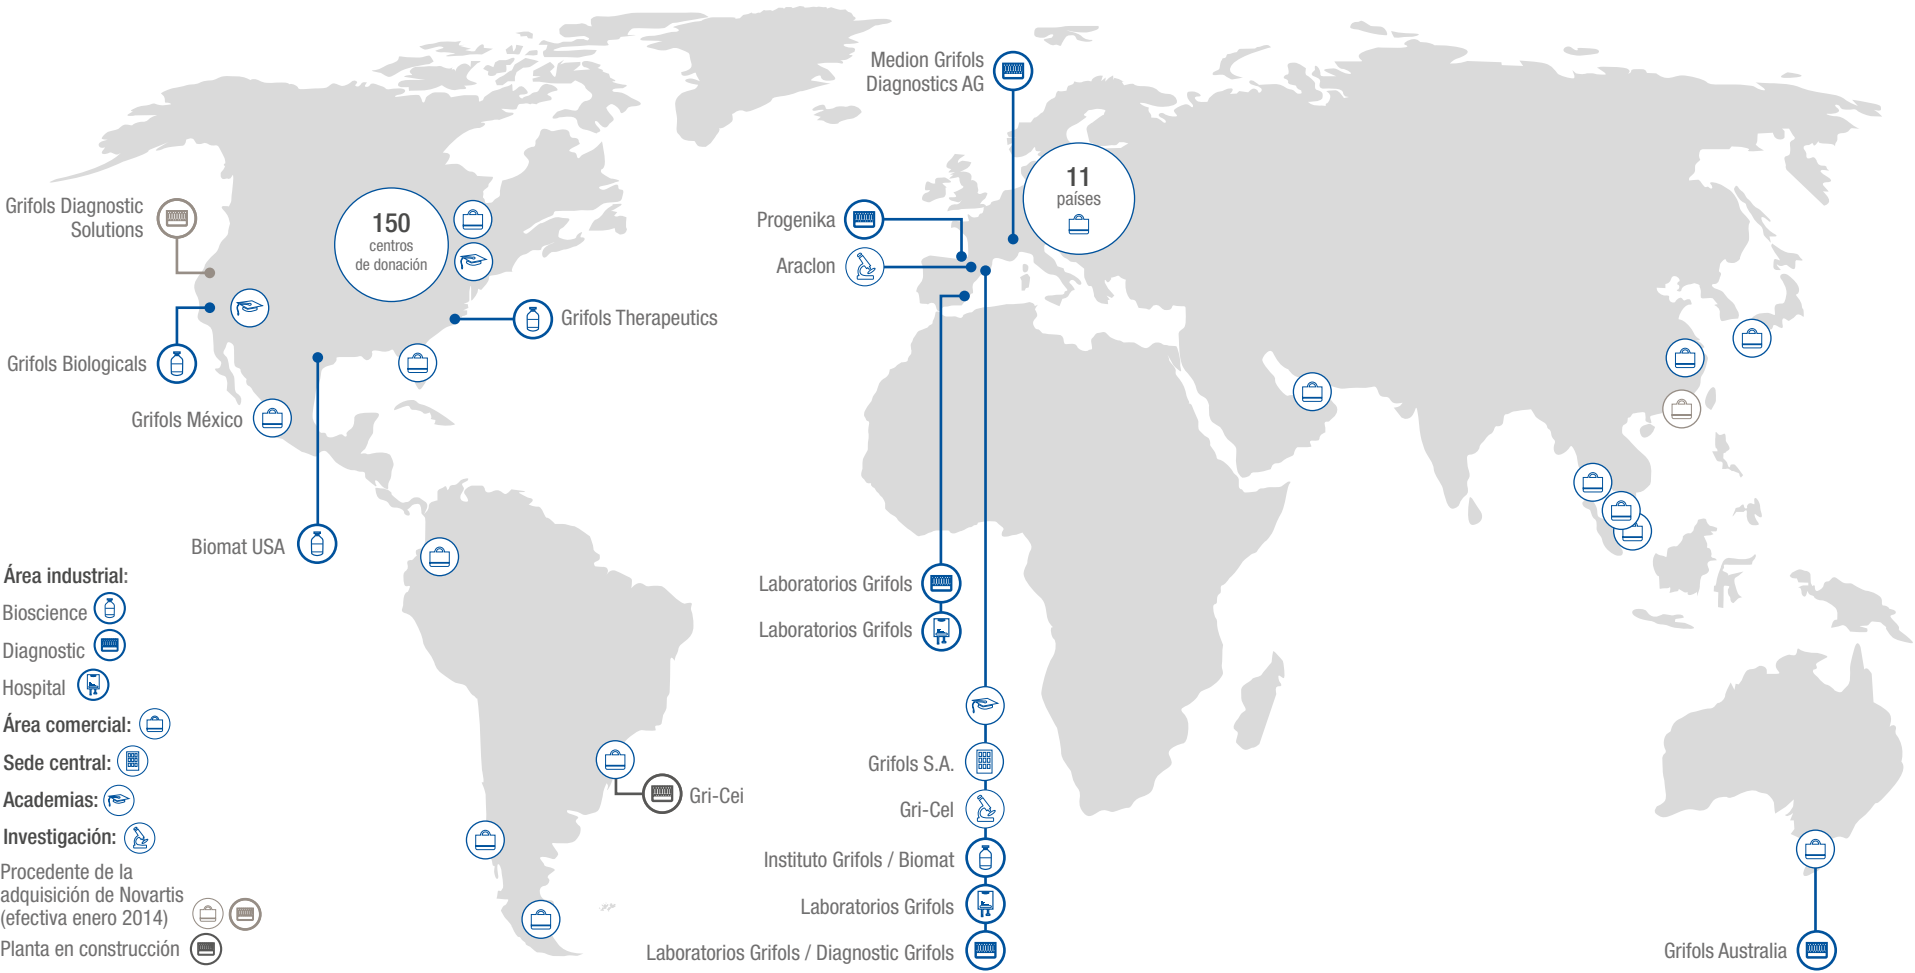 Medion Grifols
Diagnostics AG
Grifols Diagnostic
Solutions
150
centros
de donación
11
países
Progenika
Araclon
Grifols Therapeutics
Grifols Biologicals
Grifols México
Biomat USA
Área industrial:
Bioscience
Diagnostic
Hospital
Área comercial:
Sede central:
Academias:
Investigación:
Procedente de la
adquisición de Novartis
(efectiva enero 2014)
Planta en construcción
Laboratorios Grifols
Laboratorios Grifols
Gri-Cei
Grifols S.A.
Gri-Cel
Instituto Grifols / Biomat
Laboratorios Grifols
Laboratorios Grifols / Diagnostic Grifols
Grifols Australia